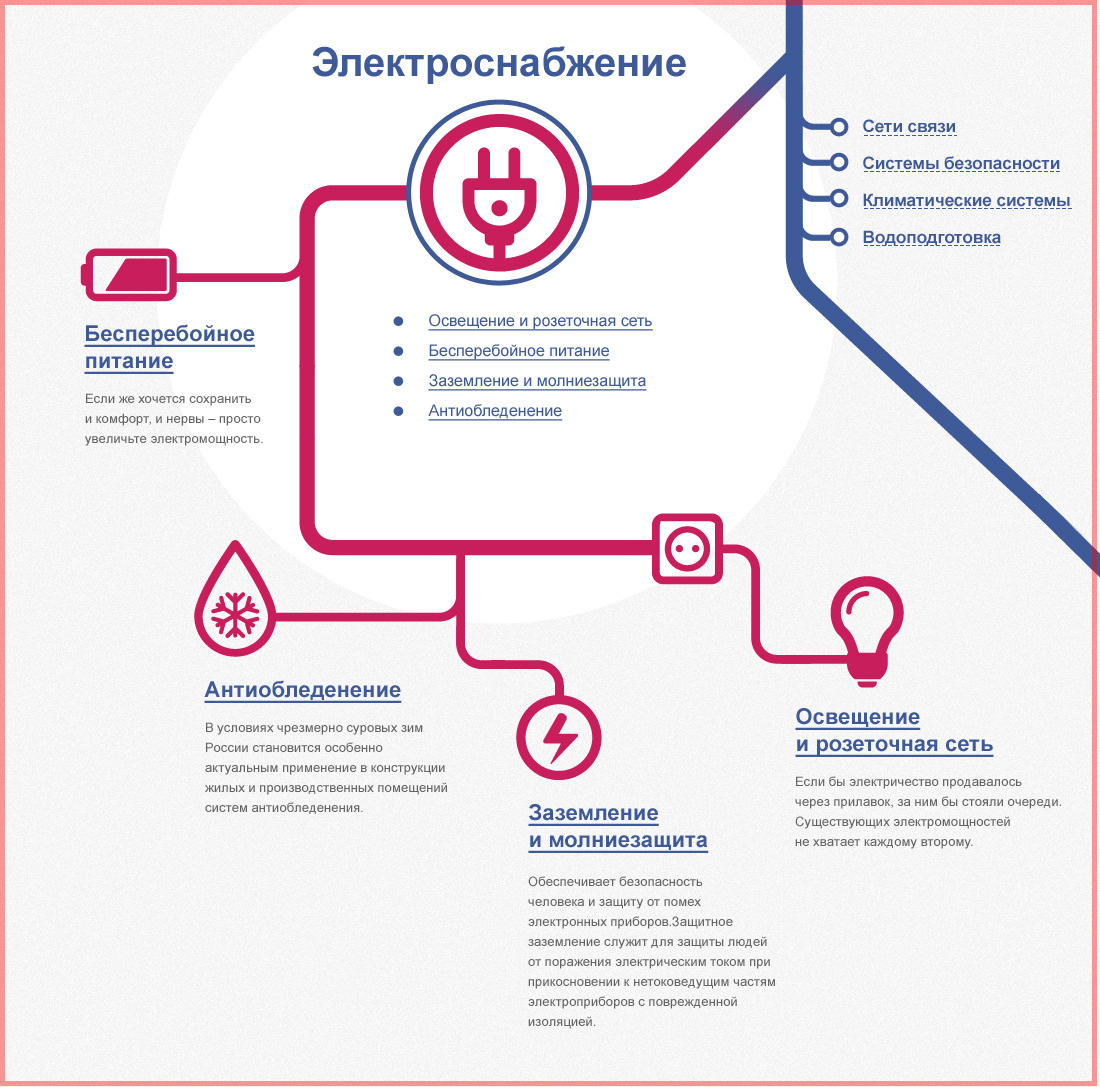 Электроснабжение
Сети связи
Системы безопасности
Климатические системы
Водоподготовка
Освещение и розеточная сеть
Бесперебойное питание
Заземление и молниезащита
Антиобледенение
Бесперебойное
питание
Если же хочется сохранить
и комфорт, и нервы – просто
увеличьте электромощность.
Антиобледенение
В условиях чрезмерно суровых зим
России становится особенно
актуальным применение в конструкции
жилых и производственных помещений
систем антиобледенения.
Заземление
и молниезащита
Обеспечивает безопасность
человека и защиту от помех
электронных приборов.Защитное
заземление служит для защиты людей
от поражения электрическим током при
прикосновении к нетоковедущим частям
электроприборов с поврежденной
изоляцией.
Освещение
и розеточная сеть
Если бы электричество продавалось
через прилавок, за ним бы стояли очереди.
Существующих электромощностей
не хватает каждому второму.